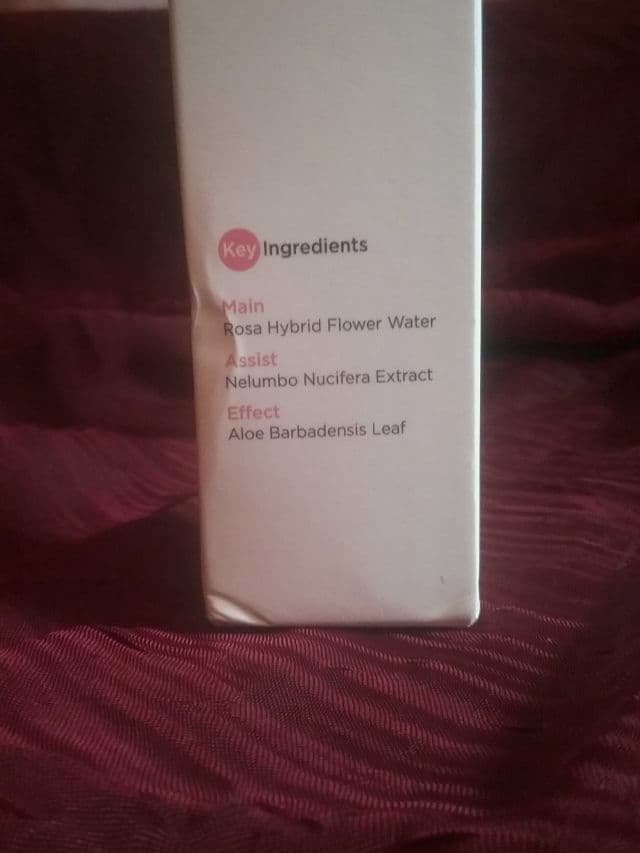 Key Ingredients
Main
Rosa Hybrid Flower Water
Assist
Nelumbo Nucifera Extract
Effect
Aloe Barbadensis Leaf